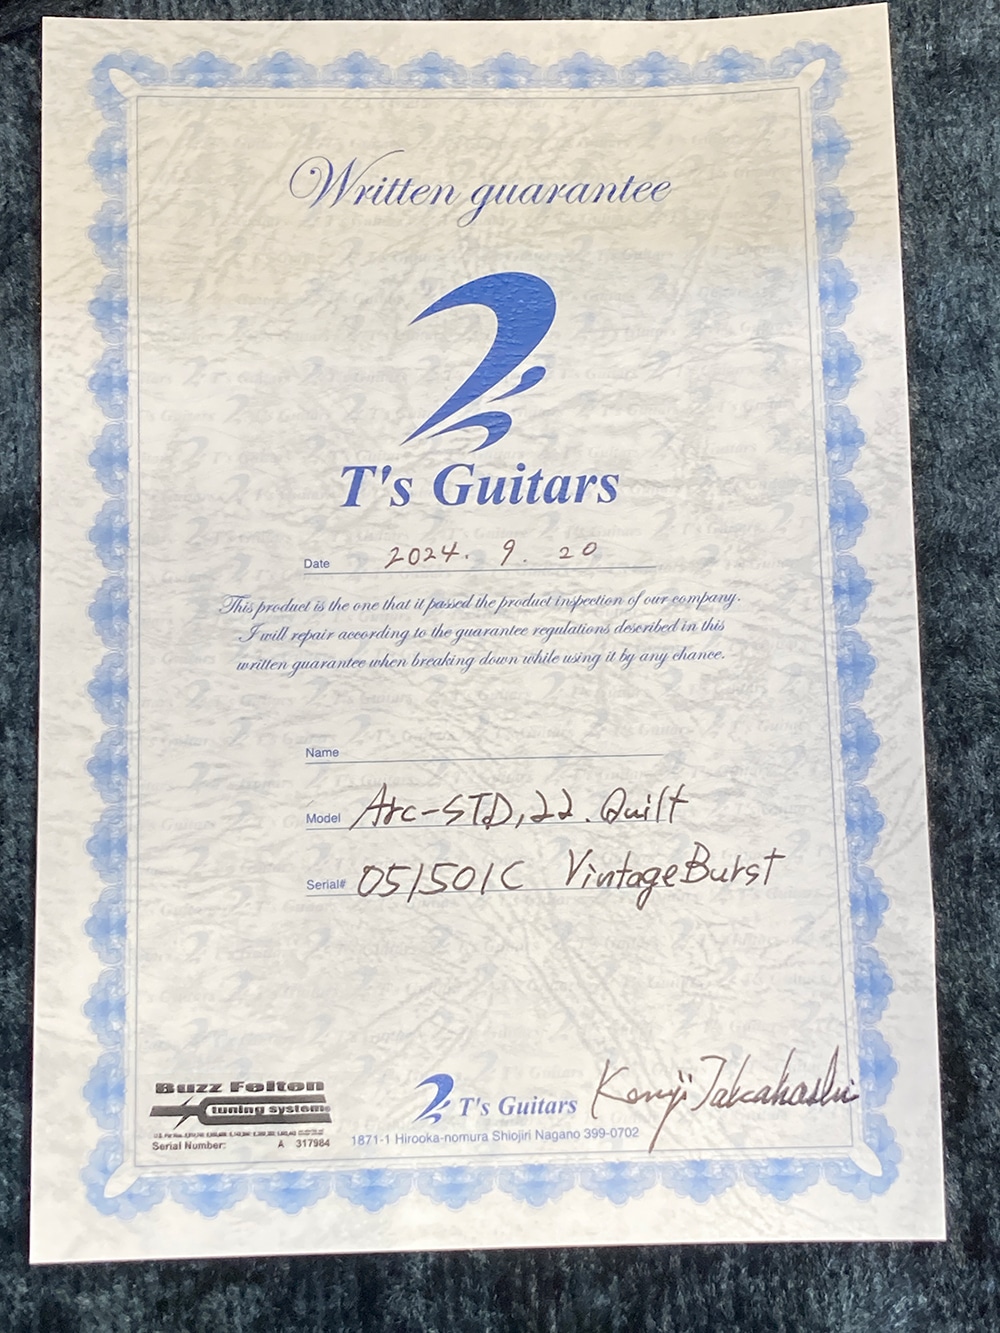 Written guarantee
T's Guitars
Date 2024. 9. 20
This product is the one that it passed the product inspection of our company.
I will repair according to the guarantee regulations described in this
written guarantee when breaking down while using it by any chance.
Name
Model Arc-STD, 22. Quilt
Serial# 051501C VintageBurst
Buzz Feiten
tuning systems
Serial Number: A 317984
T's Guitars Kenji Takahashi
1871-1 Hirooka-nomura Shiojiri Nagano 399-0702